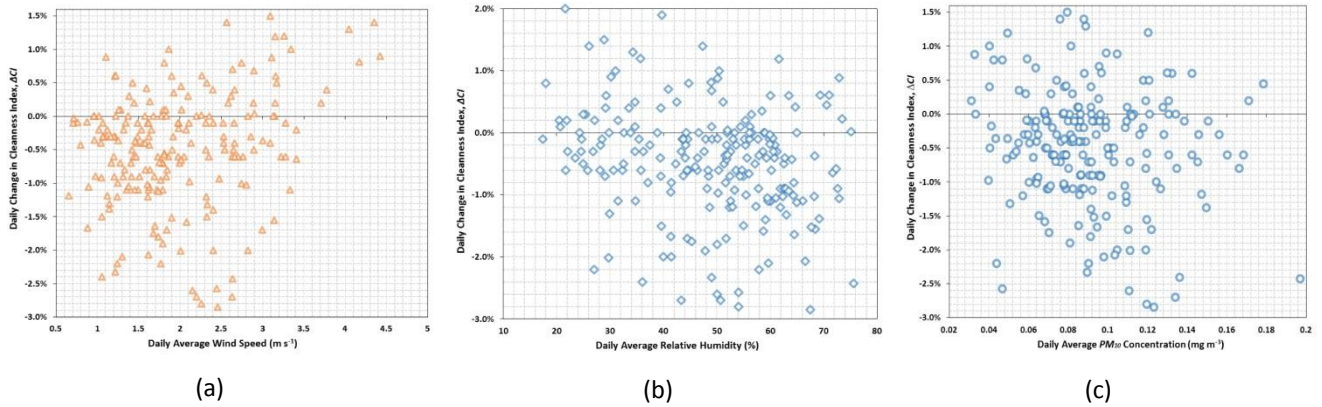 1.5%
1.0%
0.5%
0.0%
-0.5%
-1.0%
-1.5%
-2.0%
-2.5%
-3.0%
Daily Change in Cleanness Index, ΔCI
0.5 1 1.5 2 2.5 3 3.5 4 4.5 5
Daily Average Wind Speed (m s⁻¹)
(a)
2.0%
1.0%
0.0%
-1.0%
-2.0%
-3.0%
Daily Change in Cleanness Index, ΔCI
10 20 30 40 50 60 70 80
Daily Average Relative Humidity (%)
(b)
1.5%
1.0%
0.5%
0.0%
-0.5%
-1.0%
-1.5%
-2.0%
-2.5%
-3.0%
Daily Change in Cleanness Index, ΔCI
0.02 0.04 0.06 0.08 0.1 0.12 0.14 0.16 0.18 0.2
Daily Average PM₁₀ Concentration (mg m⁻³)
(c)